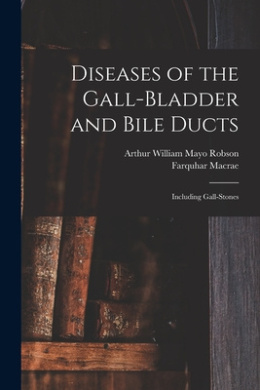 Diseases of the
Gall-Bladder
and Bile Ducts
Arthur William Mayo Robson
Farquhar Macrae
Including Gall-Stones